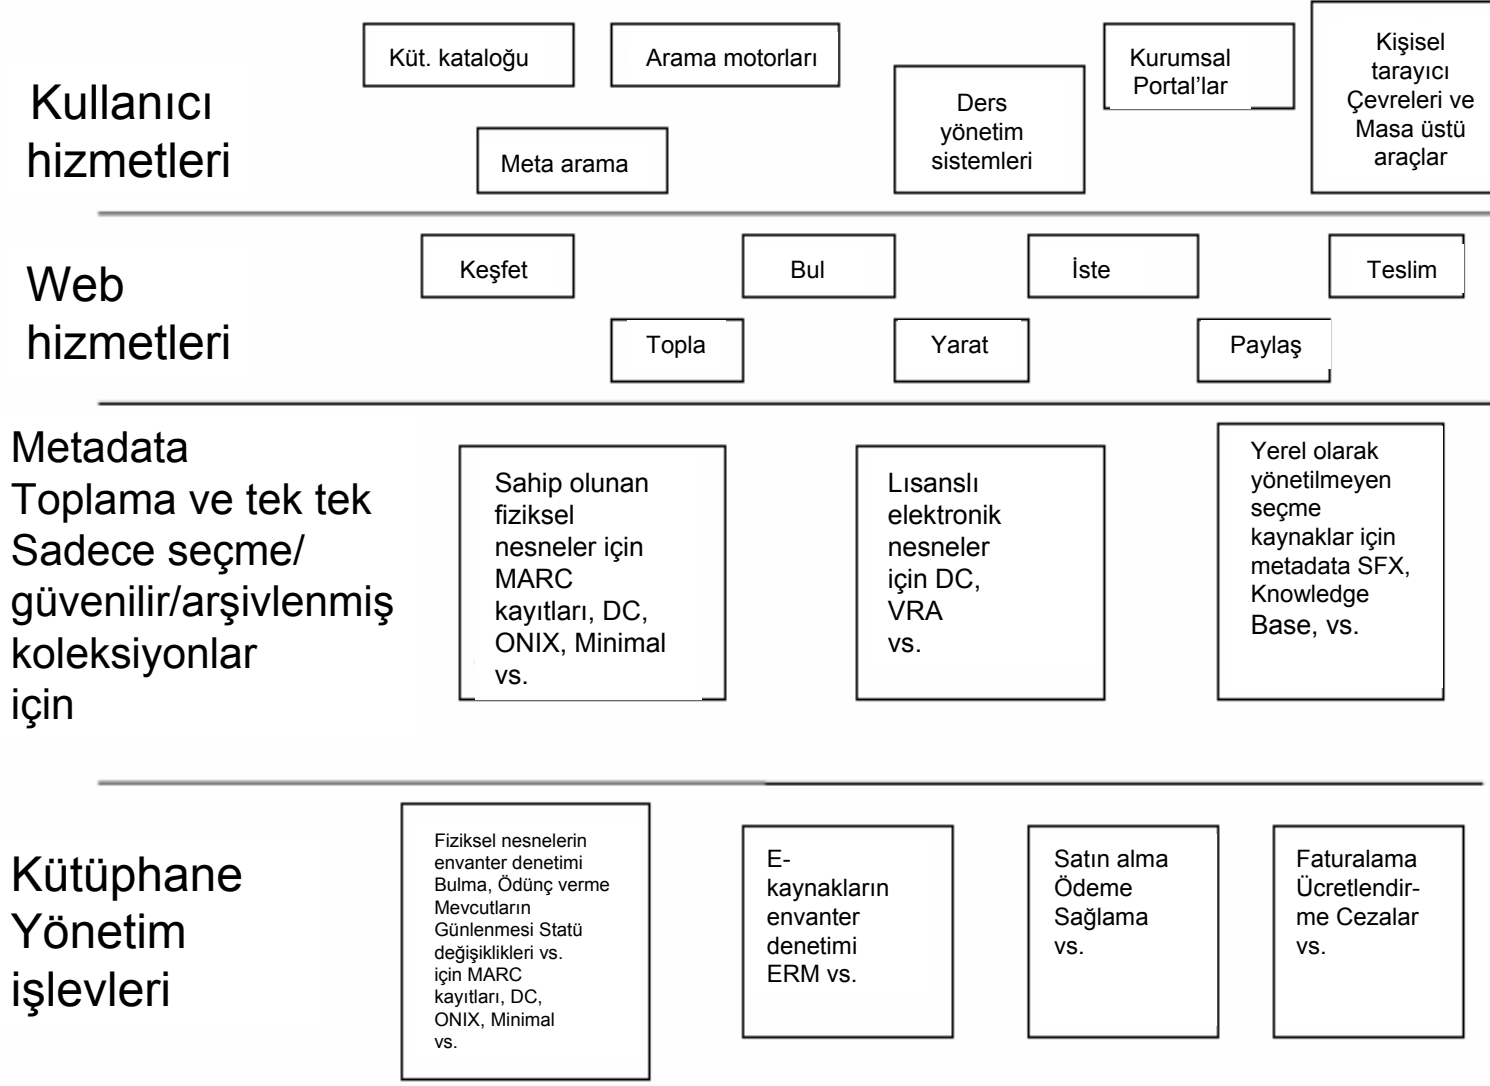 Kullanıcı
hizmetleri
Küt. kataloğu
Arama motorları
Meta arama
Ders
yönetim
sistemleri
Kurumsal
Portal’lar
Kişisel
tarayıcı
Çevreleri ve
Masa üstü
araçlar
Web
hizmetleri
Keşfet
Topla
Bul
Yarat
İste
Paylaş
Teslim
Metadata
Toplama ve tek tek
Sadece seçme/
güvenilir/arşivlenmiş
koleksiyonlar
için
Sahip olunan
fiziksel
nesneler için
MARC
kayıtları, DC,
ONIX, Minimal
vs.
Lısanslı
elektronik
nesneler
için DC,
VRA
vs.
Yerel olarak
yönetilmeyen
seçme
kaynaklar için
metadata SFX,
Knowledge
Base, vs.
Kütüphane
Yönetim
işlevleri
Fiziksel nesnelerin
envanter denetimi
Bulma, Ödünç verme
Mevcutların
Günlenmesi Statü
değişiklikleri vs.
için MARC
kayıtları, DC,
ONIX, Minimal
vs.
E-
kaynakların
envanter
denetimi
ERM vs.
Satın alma
Ödeme
Sağlama
vs.
Faturalama
Ücretlendir-
me Cezalar
vs.